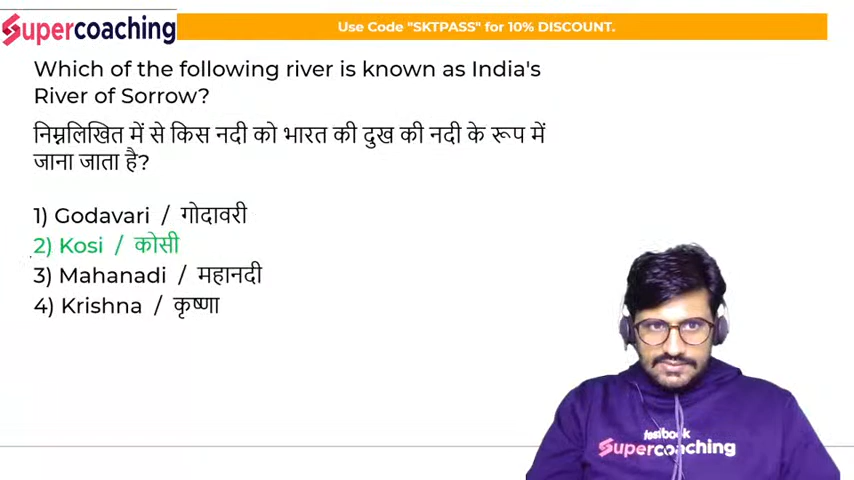 Supercoaching
Use Code "SKTPASS" for 10% DISCOUNT.
Which of the following river is known as India's
River of Sorrow?
निम्नलिखित में से किस नदी को भारत की दुख की नदी के रूप में
जाना जाता है?
1) Godavari / गोदावरी
2) Kosi / कोसी
3) Mahanadi / महानदी
4) Krishna / कृष्णा
testbook
Supercoaching